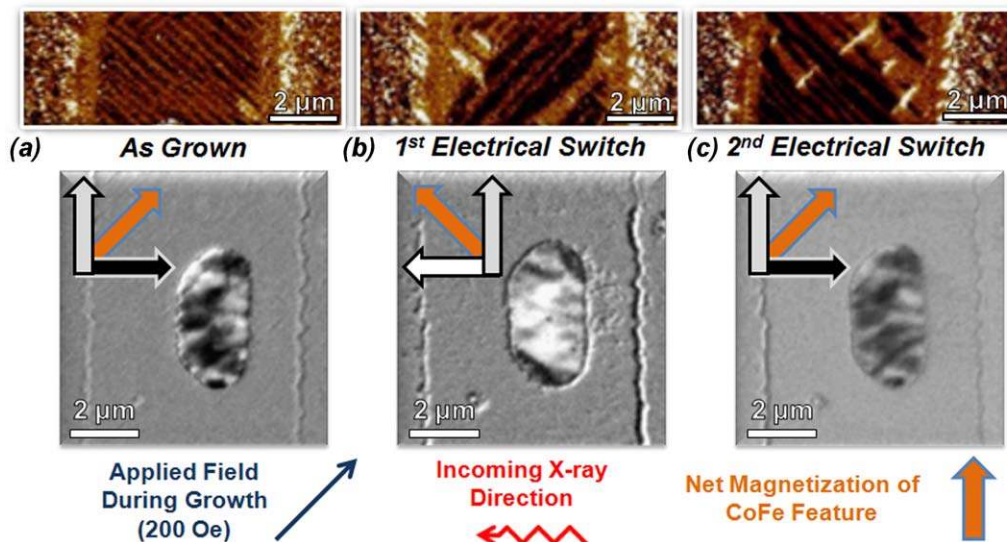 2 μm
2 μm
2 μm
(a) As Grown
(b) 1st Electrical Switch
(c) 2nd Electrical Switch
2 μm
2 μm
2 μm
Applied Field
During Growth
(200 Oe)
Incoming X-ray
Direction
Net Magnetization of
CoFe Feature